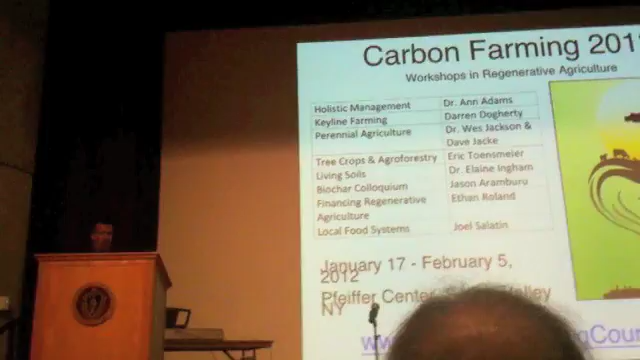 Carbon Farming 201
Workshops in Regenerative Agriculture
Holistic Management Dr. Ann Adams
Keyline Farming Darren Dogherty
Perennial Agriculture Dr. Wes Jackson &
Dave Jacke
Tree Crops & Agroforestry Eric Toensmeier
Living Soils Dr. Elaine Ingham
Biochar Colloquium Jason Aramburu
Financing Regenerative Ethan Roland
Agriculture
Local Food Systems Joel Salatin
January 17 - February 5,
2012
Pfeiffer Center
NY